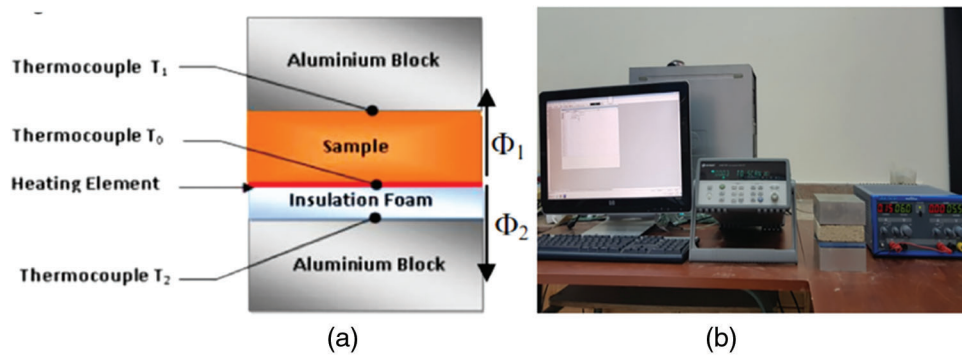 Aluminium Block
Thermocouple T₁
Thermocouple T₀
Sample
Φ₁
Heating Element
Insulation Foam
Φ₂
Thermocouple T₂
Aluminium Block
(a)
(b)